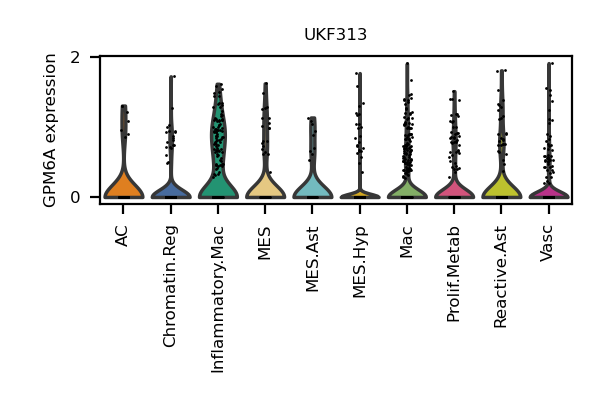 UKF313
GPM6A expression
2
0
AC
Chromatin.Reg
Inflammatory.Mac
MES
MES.Ast
MES.Hyp
Mac
Prolif.Metab
Reactive.Ast
Vasc